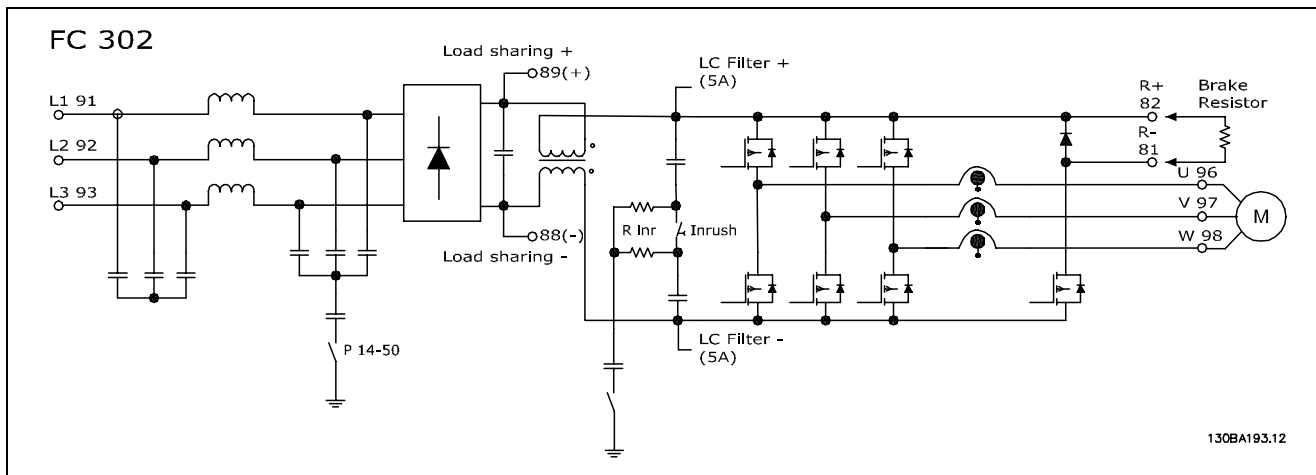 FC 302
Load sharing +
89(+)
LC Filter +
(5A)
R+
82
Brake
Resistor
R-
81
L1 91
L2 92
L3 93
U 96
V 97
W 98
M
R Inr
Inrush
88(-)
Load sharing -
P 14-50
LC Filter -
(5A)
130BA193.12